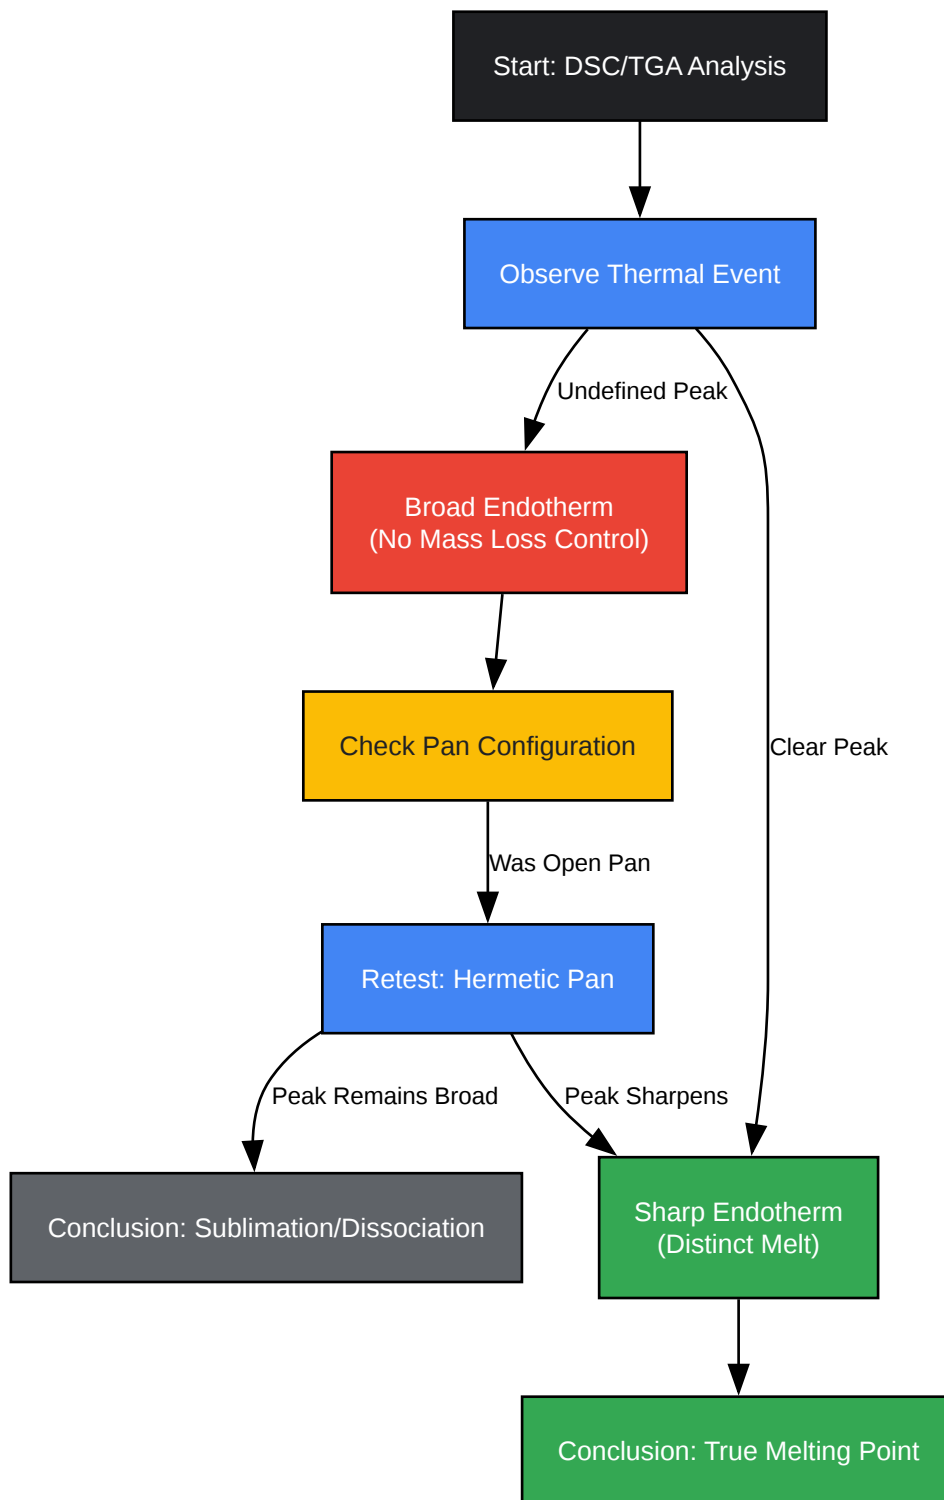 Start: DSC/TGA Analysis
Observe Thermal Event
Undefined Peak
Broad Endotherm
(No Mass Loss Control)
Check Pan Configuration
Clear Peak
Was Open Pan
Retest: Hermetic Pan
Peak Remains Broad
Peak Sharpens
Sharp Endotherm
(Distinct Melt)
Conclusion: Sublimation/Dissociation
Conclusion: True Melting Point